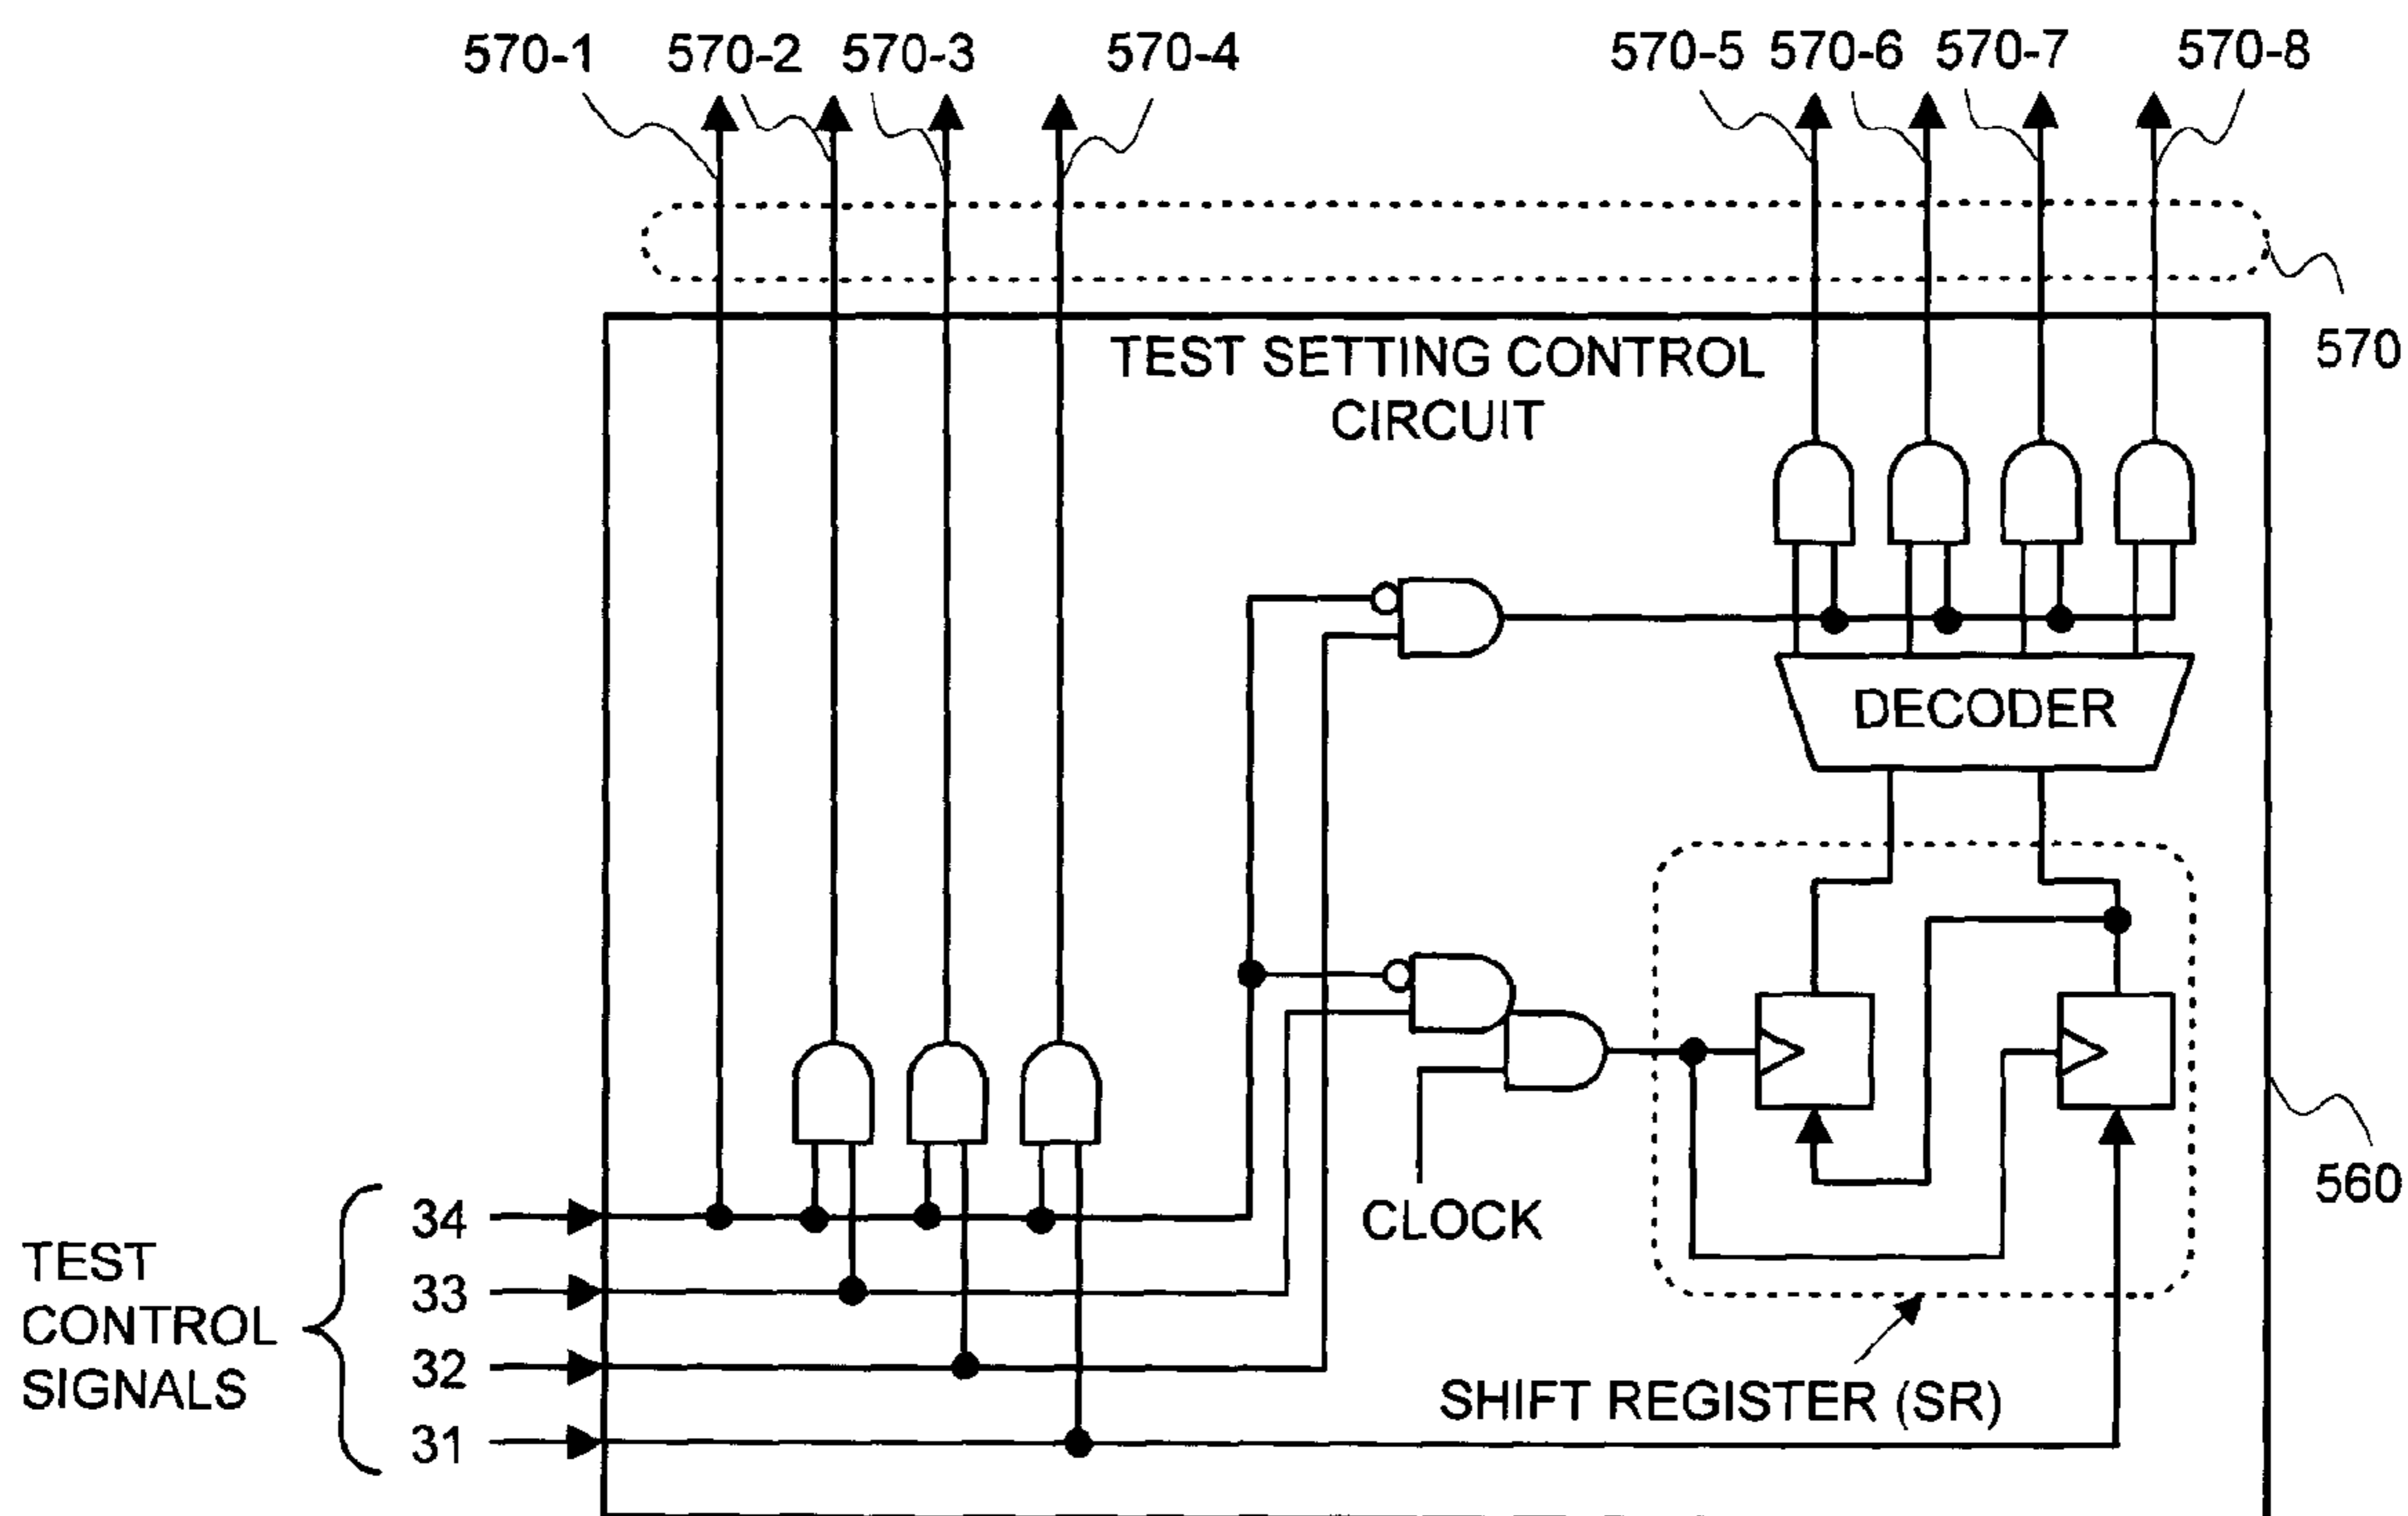 570-1 570-2 570-3 570-4 570-5 570-6 570-7 570-8
570
TEST SETTING CONTROL
CIRCUIT
DECODER
CLOCK
560
34
33
32
31
TEST
CONTROL
SIGNALS
SHIFT REGISTER (SR)